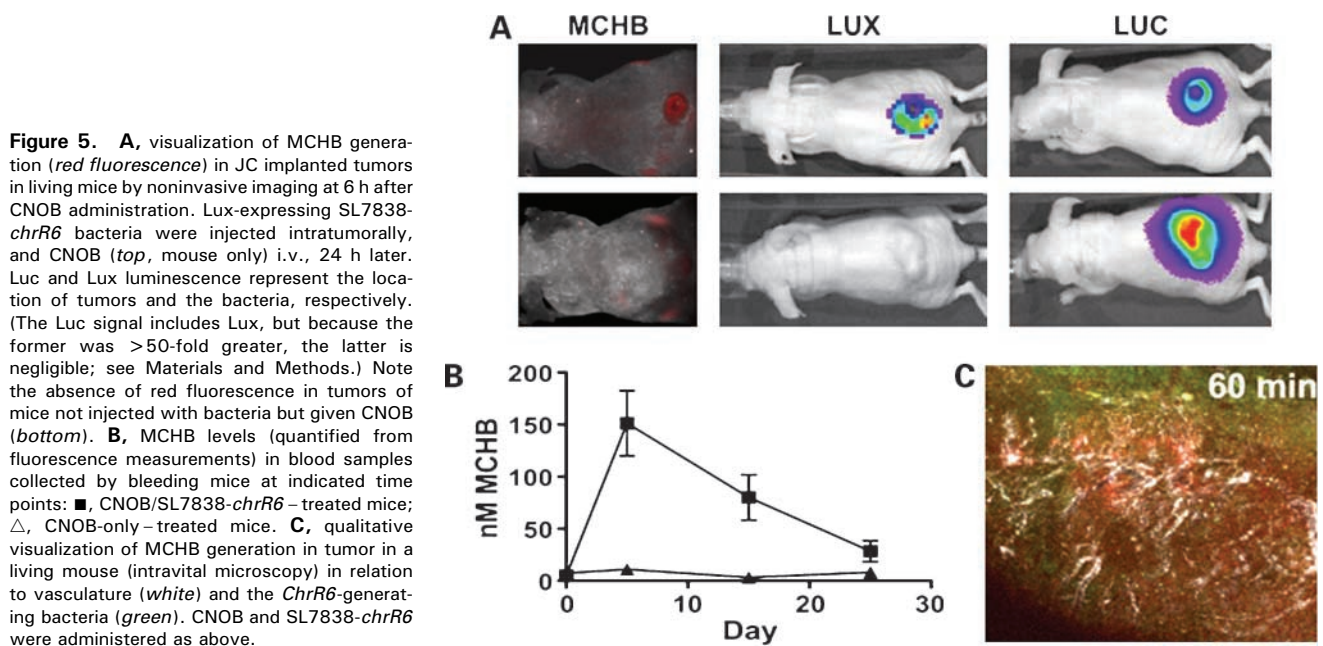 Figure 5. A, visualization of MCHB genera-
tion (red fluorescence) in JC implanted tumors
in living mice by noninvasive imaging at 6 h after
CNOB administration. Lux-expressing SL7838-
chrR6 bacteria were injected intratumorally,
and CNOB (top, mouse only) i.v., 24 h later.
Luc and Lux luminescence represent the loca-
tion of tumors and the bacteria, respectively.
(The Luc signal includes Lux, but because the
former was >50-fold greater, the latter is
negligible; see Materials and Methods.) Note
the absence of red fluorescence in tumors of
mice not injected with bacteria but given CNOB
(bottom). B, MCHB levels (quantified from
fluorescence measurements) in blood samples
collected by bleeding mice at indicated time
points: ■, CNOB/SL7838-chrR6 – treated mice;
△, CNOB-only – treated mice. C, qualitative
visualization of MCHB generation in tumor in a
living mouse (intravital microscopy) in relation
to vasculature (white) and the ChrR6-generat-
ing bacteria (green). CNOB and SL7838-chrR6
were administered as above.
A
MCHB LUX LUC
B
200
150
100
50
0
nM MCHB
0 10 20 30
Day
C
60 min